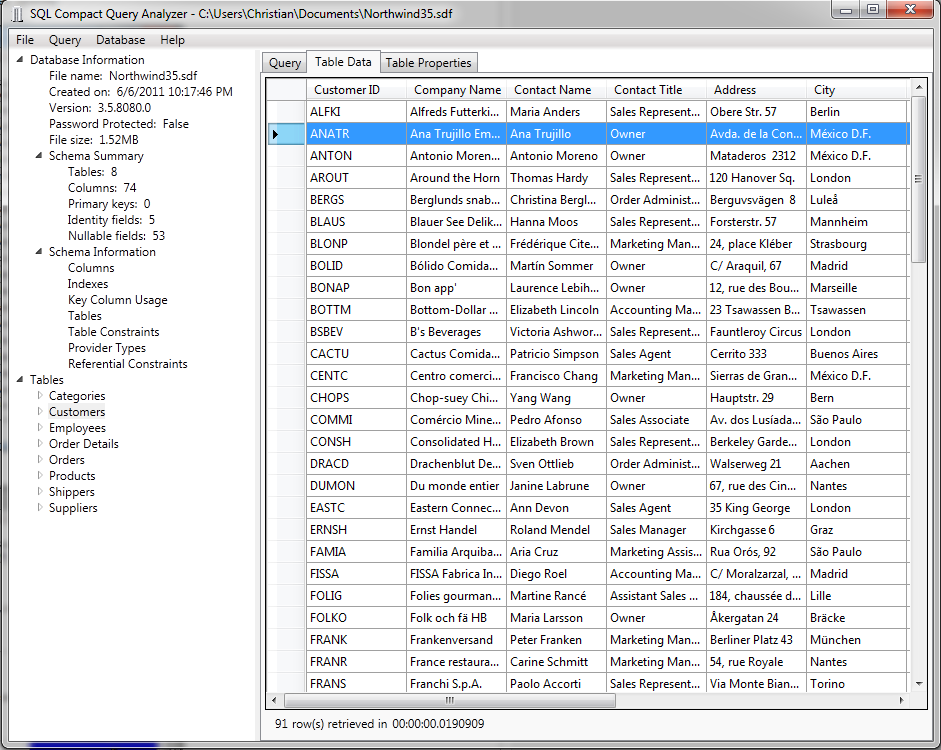 SQL Compact Query Analyzer - C:\Users\Christian\Documents\Northwind35.sdf
File Query Database Help
Database Information
File name: Northwind35.sdf
Created on: 6/6/2011 10:17:46 PM
Version: 3.5.8080.0
Password Protected: False
File size: 1.52MB
Schema Summary
Tables: 8
Columns: 74
Primary keys: 0
Identity fields: 5
Nullable fields: 53
Schema Information
Columns
Indexes
Key Column Usage
Tables
Table Constraints
Provider Types
Referential Constraints
Tables
Categories
Customers
Employees
Order Details
Orders
Products
Shippers
Suppliers
Query Table Data Table Properties
Customer ID Company Name Contact Name Contact Title Address City
ALFKI Alfreds Futterki... Maria Anders Sales Represent... Obere Str. 57 Berlin
ANATR Ana Trujillo Em... Ana Trujillo Owner Avda. de la Con... México D.F.
ANTON Antonio Moren... Antonio Moreno Owner Mataderos 2312 México D.F.
AROUT Around the Horn Thomas Hardy Sales Represent... 120 Hanover Sq. London
BERGS Berglunds snab... Christina Bergl... Order Administ... Berguvsvägen 8 Luleå
BLAUS Blauer See Delik... Hanna Moos Sales Represent... Forsterstr. 57 Mannheim
BLONP Blondel père et ... Frédérique Cite... Marketing Man... 24, place Kléber Strasbourg
BOLID Bólido Comida... Martín Sommer Owner C/ Araquil, 67 Madrid
BONAP Bon app' Laurence Lebih... Owner 12, rue des Bou... Marseille
BOTTM Bottom-Dollar ... Elizabeth Lincoln Accounting Ma... 23 Tsawassen B... Tsawassen
BSBEV B's Beverages Victoria Ashwor... Sales Represent... Fauntleroy Circus London
CACTU Cactus Comida... Patricio Simpson Sales Agent Cerrito 333 Buenos Aires
CENTC Centro comerci... Francisco Chang Marketing Man... Sierras de Gran... México D.F.
CHOPS Chop-suey Chi... Yang Wang Owner Hauptstr. 29 Bern
COMMI Comércio Mine... Pedro Afonso Sales Associate Av. dos Lusíada... São Paulo
CONSH Consolidated H... Elizabeth Brown Sales Represent... Berkeley Garde... London
DRACD Drachenblut De... Sven Ottlieb Order Administ... Walserweg 21 Aachen
DUMON Du monde entier Janine Labrune Owner 67, rue des Cin... Nantes
EASTC Eastern Connec... Ann Devon Sales Agent 35 King George London
ERNSH Ernst Handel Roland Mendel Sales Manager Kirchgasse 6 Graz
FAMIA Familia Arquiba... Aria Cruz Marketing Assis... Rua Orós, 92 São Paulo
FISSA FISSA Fabrica In... Diego Roel Accounting Ma... C/ Moralzarzal, ... Madrid
FOLIG Folies gourman... Martine Rancé Assistant Sales ... 184, chaussée d... Lille
FOLKO Folk och fä HB Maria Larsson Owner Åkergatan 24 Bräcke
FRANK Frankenversand Peter Franken Marketing Man... Berliner Platz 43 München
FRANR France restaura... Carine Schmitt Marketing Man... 54, rue Royale Nantes
FRANS Franchi S.p.A. Paolo Accorti Sales Represent... Via Monte Bian... Torino
91 row(s) retrieved in 00:00:00.0190909